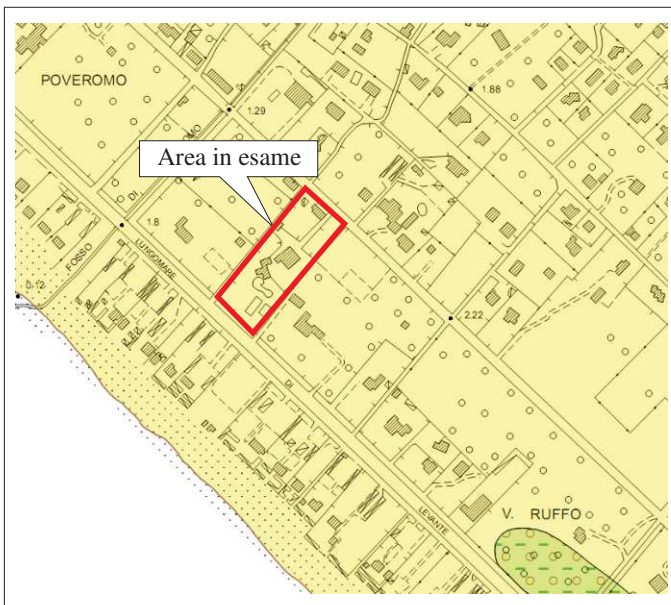 POVEROMO
1.88
1.29
DI
Area in esame
1.8
LUNGOMARE
FOSSO
0.12
2.22
DI
LEVANTE
V. RUFFO